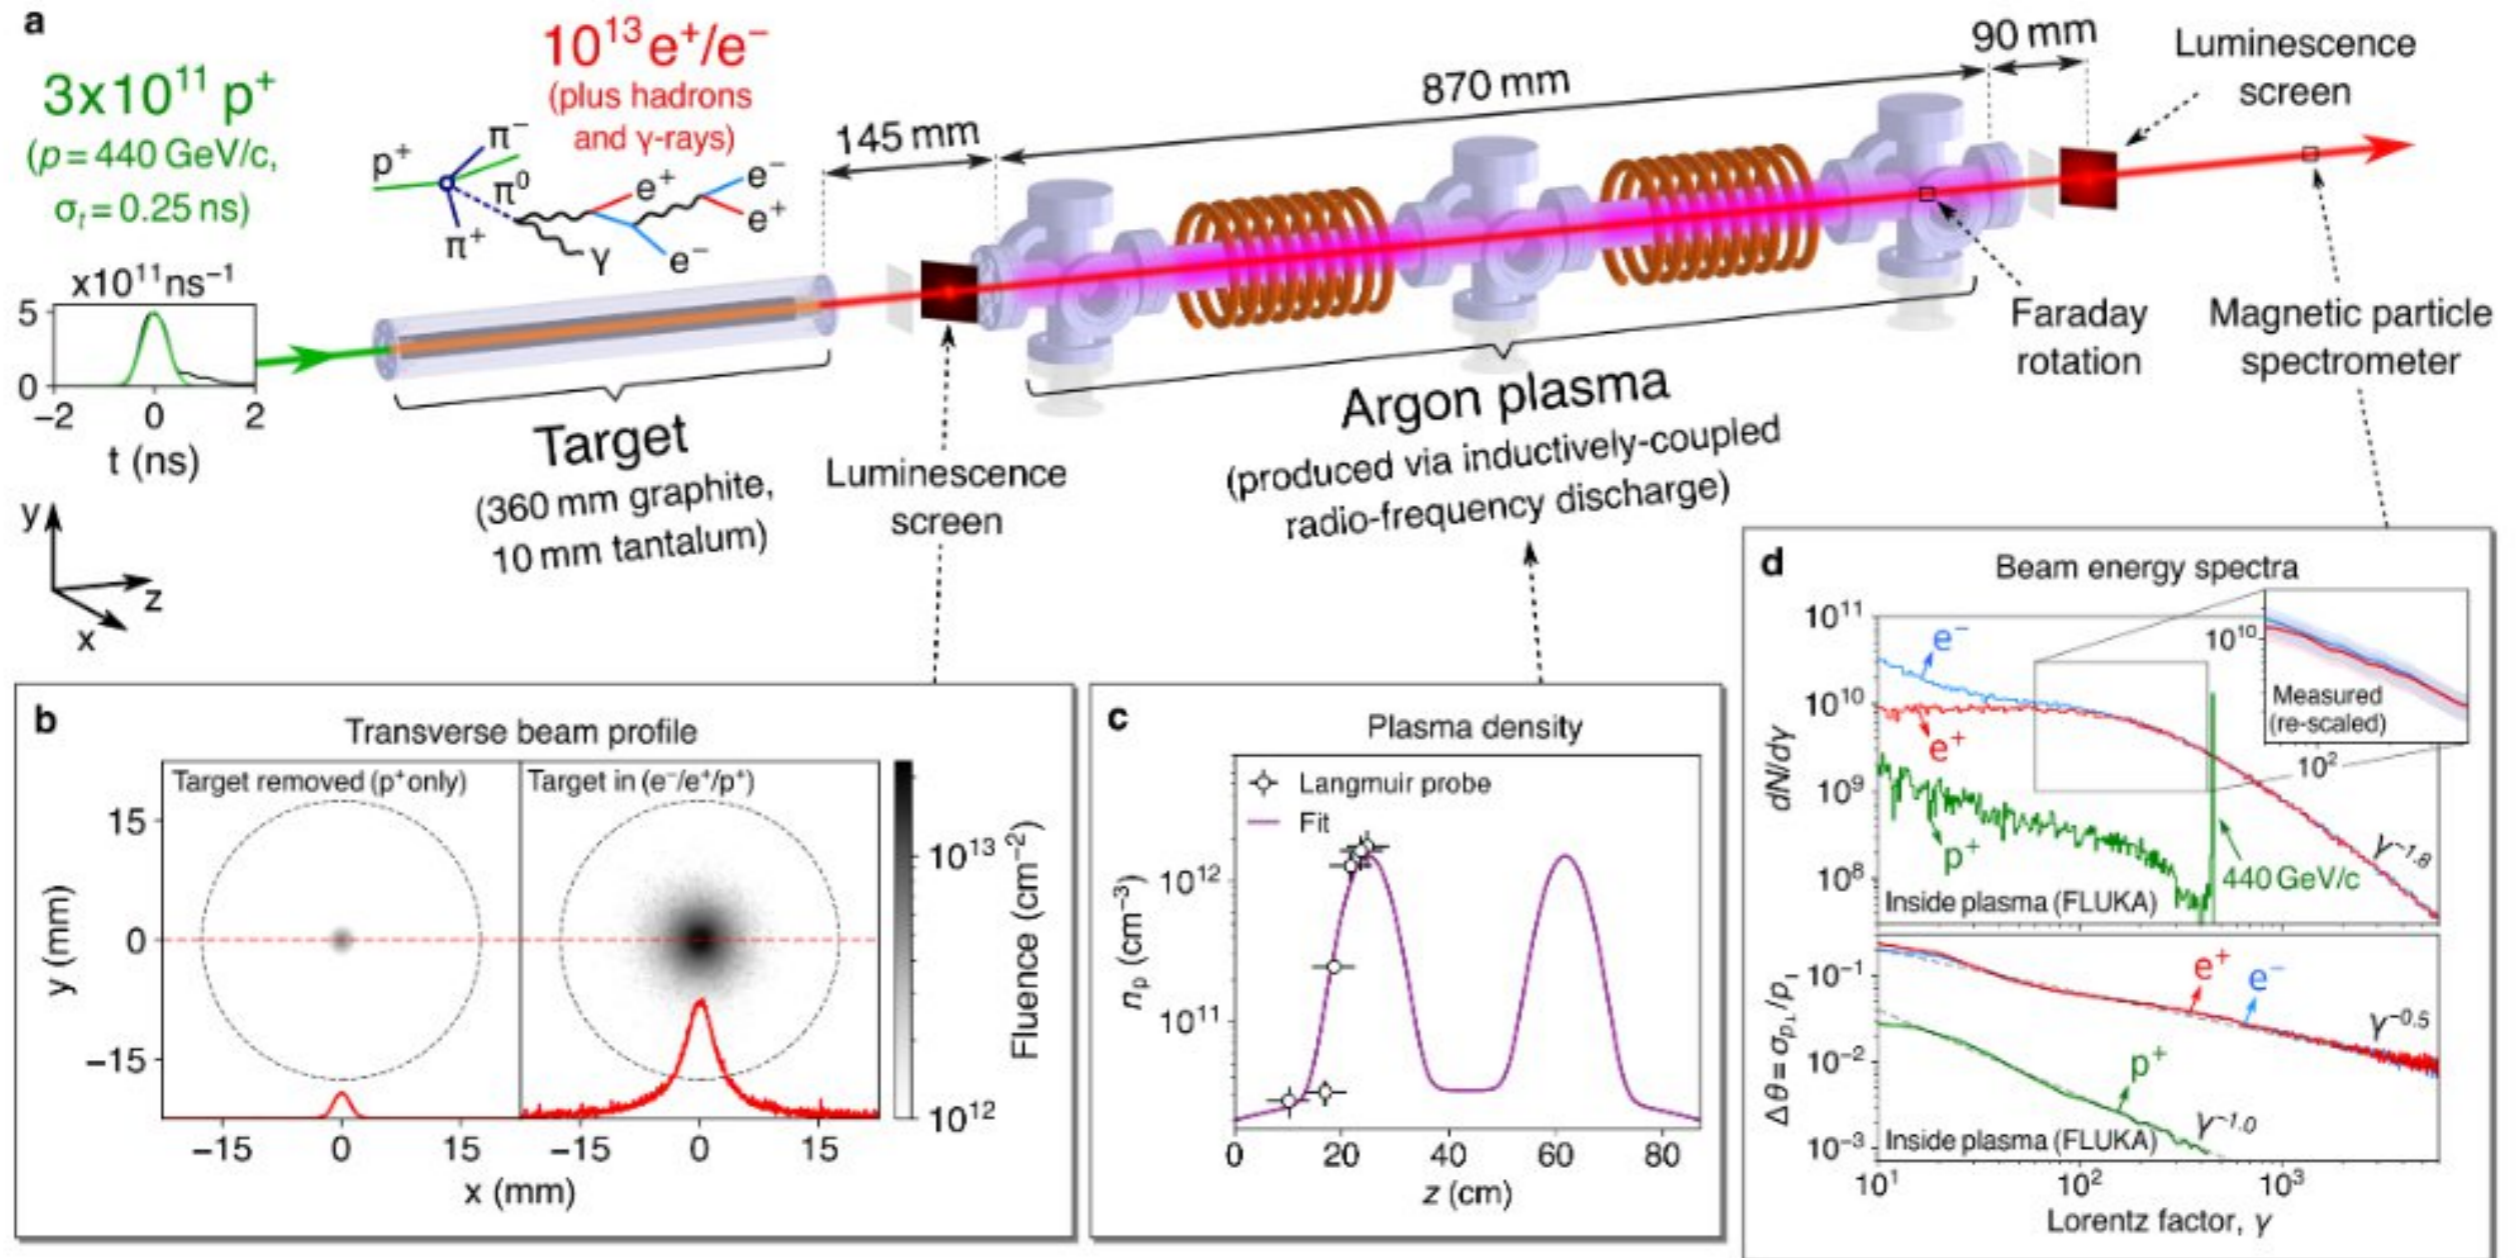 a
3x10¹¹ p⁺
(p = 440 GeV/c,
σₜ = 0.25 ns)
x10¹¹ns⁻¹
5
0
−2 0 2
t (ns)
y
z
x
10¹³ e⁺/e⁻
(plus hadrons
and γ-rays)
p⁺
π⁻
π⁰
π⁺
e⁺
e⁻
e⁺
γ
e⁻
Target
(360 mm graphite,
10 mm tantalum)
145 mm
870 mm
90 mm
Luminescence
screen
Luminescence
screen
Argon plasma
(produced via inductively-coupled
radio-frequency discharge)
Faraday
rotation
Magnetic particle
spectrometer
b
Transverse beam profile
Target removed (p⁺ only)
Target in (e⁻/e⁺/p⁺)
15
0
−15
y (mm)
−15 0 15 −15 0 15
x (mm)
10¹³
10¹²
Fluence (cm⁻²)
c
Plasma density
Langmuir probe
Fit
10¹²
10¹¹
nₚ (cm⁻³)
0 20 40 60 80
z (cm)
d
Beam energy spectra
10¹¹
10¹⁰
10⁹
10⁸
dN/dγ
e⁻
e⁺
p⁺
440 GeV/c
γ⁻¹·⁸
Inside plasma (FLUKA)
10¹⁰
Measured
(re-scaled)
10²
10⁻¹
10⁻²
10⁻³
Δθ = σp⊥/p
e⁺
e⁻
γ⁻⁰·⁵
p⁺
γ⁻¹·⁰
Inside plasma (FLUKA)
10¹ 10² 10³
Lorentz factor, γ